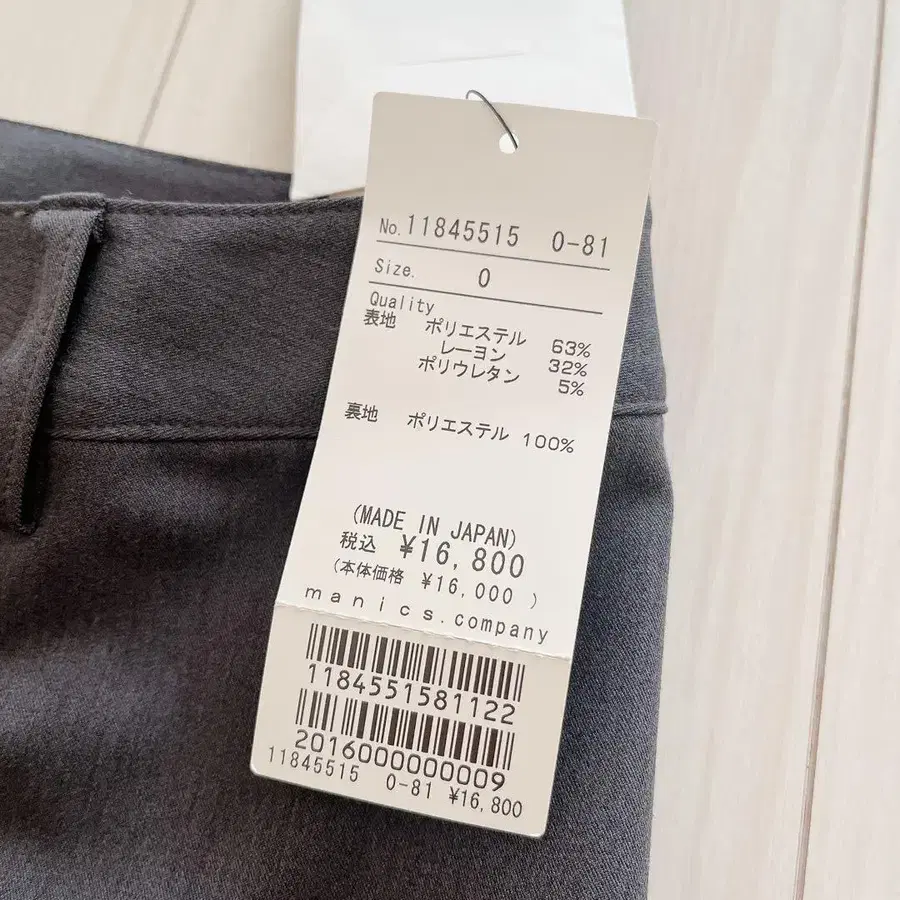 No. 11845515 0-81
Size. 0
Quality
表地 ポリエステル 63%
レーヨン 32%
ポリウレタン 5%
裏地 ポリエステル 100%
(MADE IN JAPAN)
税込 ¥16,800
(本体価格 ¥16,000 )
manics.company
1184551581122
2016000000009
11845515 0-81 ¥16,800